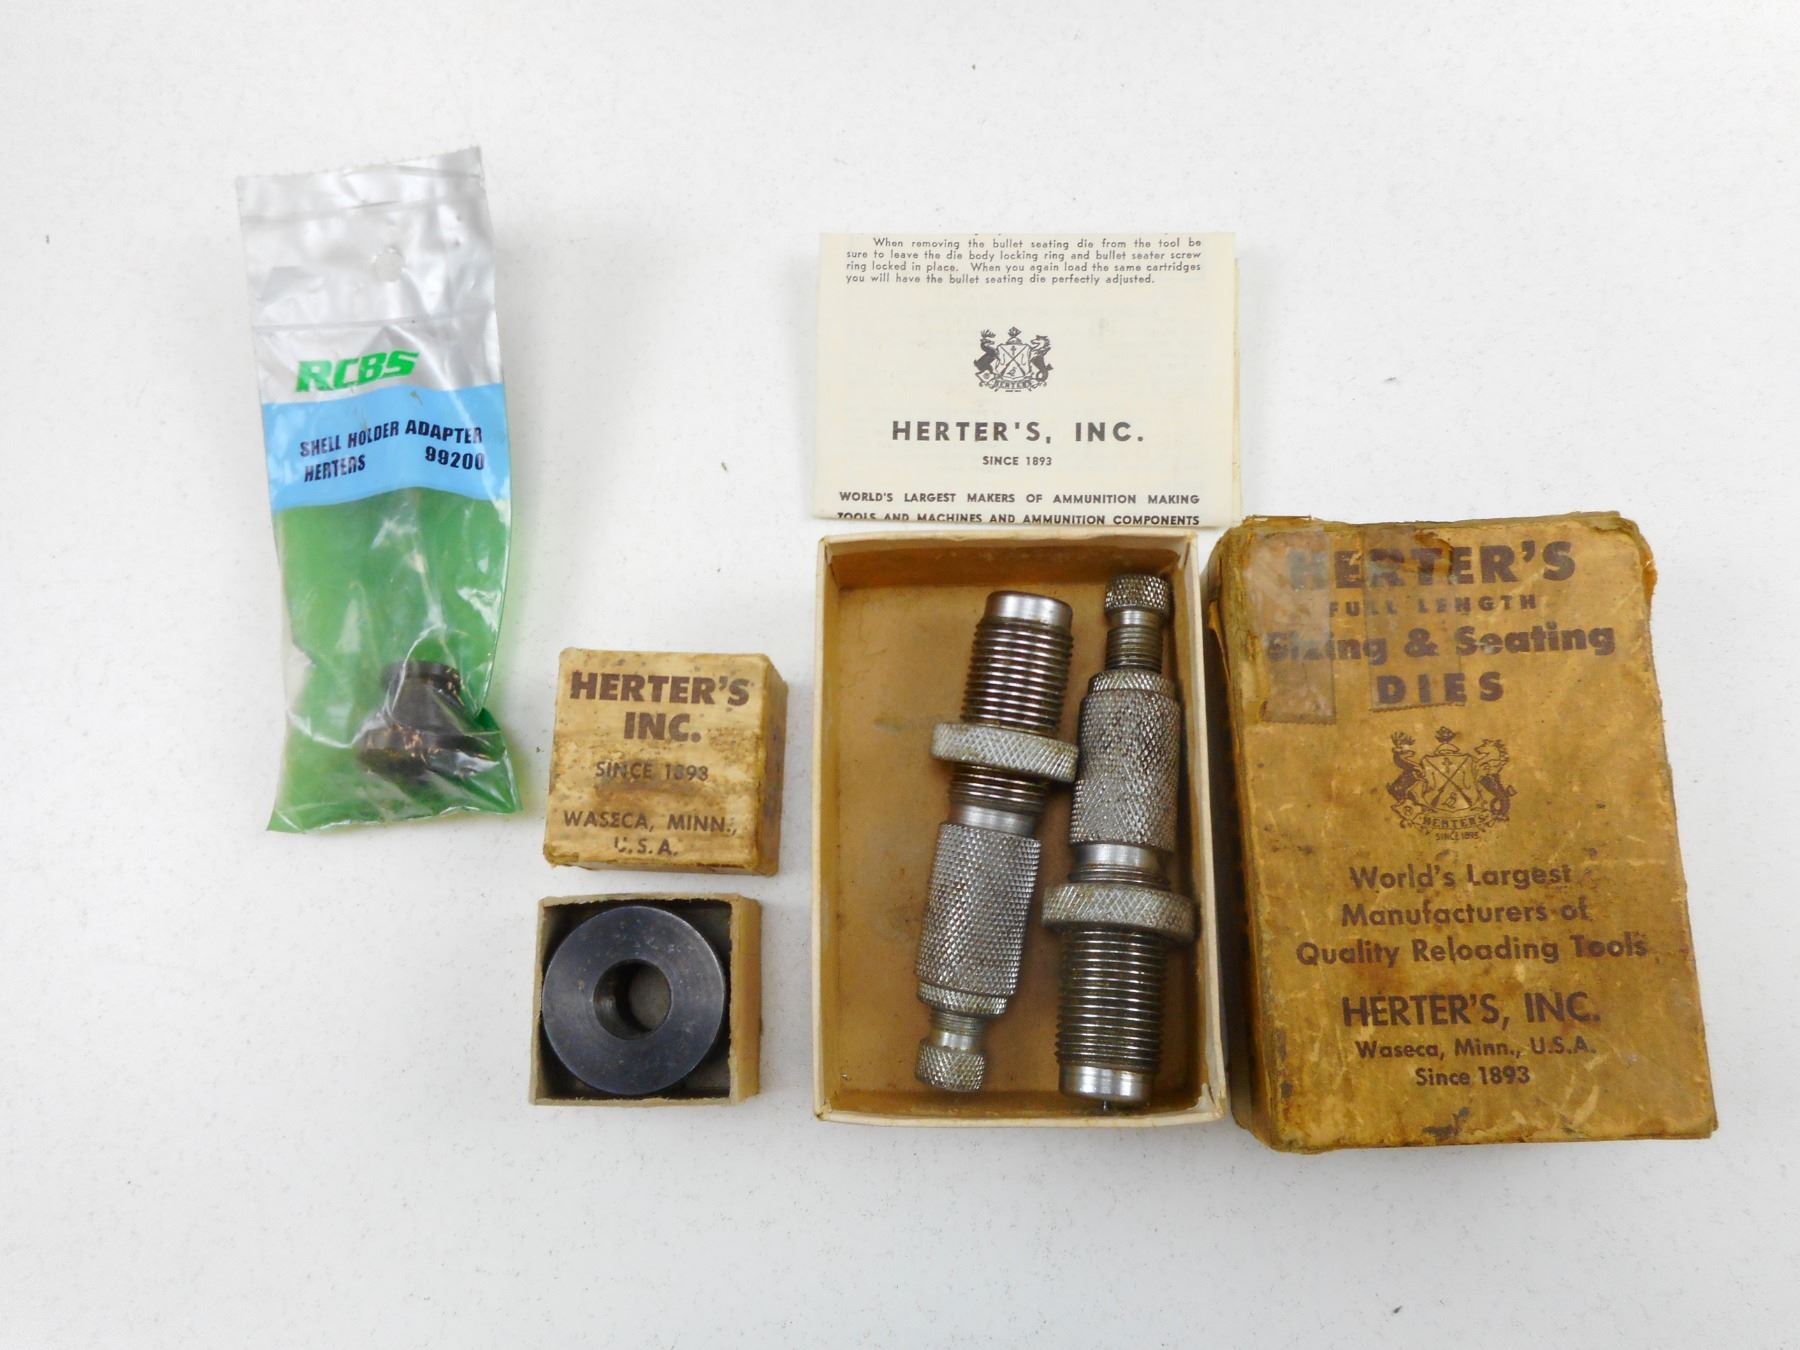 RCBS
SHELL HOLDER ADAPTER
HERTERS 99200
HERTER'S
INC.
SINCE 1893
WASECA, MINN.,
U.S.A.
When removing the bullet seating die from the tool be
sure to leave the die body locking ring and bullet seater screw
ring locked in place. When you again load the same cartridges
you will have the bullet seating die perfectly adjusted.
HERTERS
HERTER'S, INC.
SINCE 1893
WORLD'S LARGEST MAKERS OF AMMUNITION MAKING
TOOLS AND MACHINES AND AMMUNITION COMPONENTS
HERTER'S
FULL LENGTH
Sizing & Seating
DIES
HERTERS
SINCE 1893
World's Largest
Manufacturers of
Quality Reloading Tools
HERTER'S, INC.
Waseca, Minn., U.S.A.
Since 1893